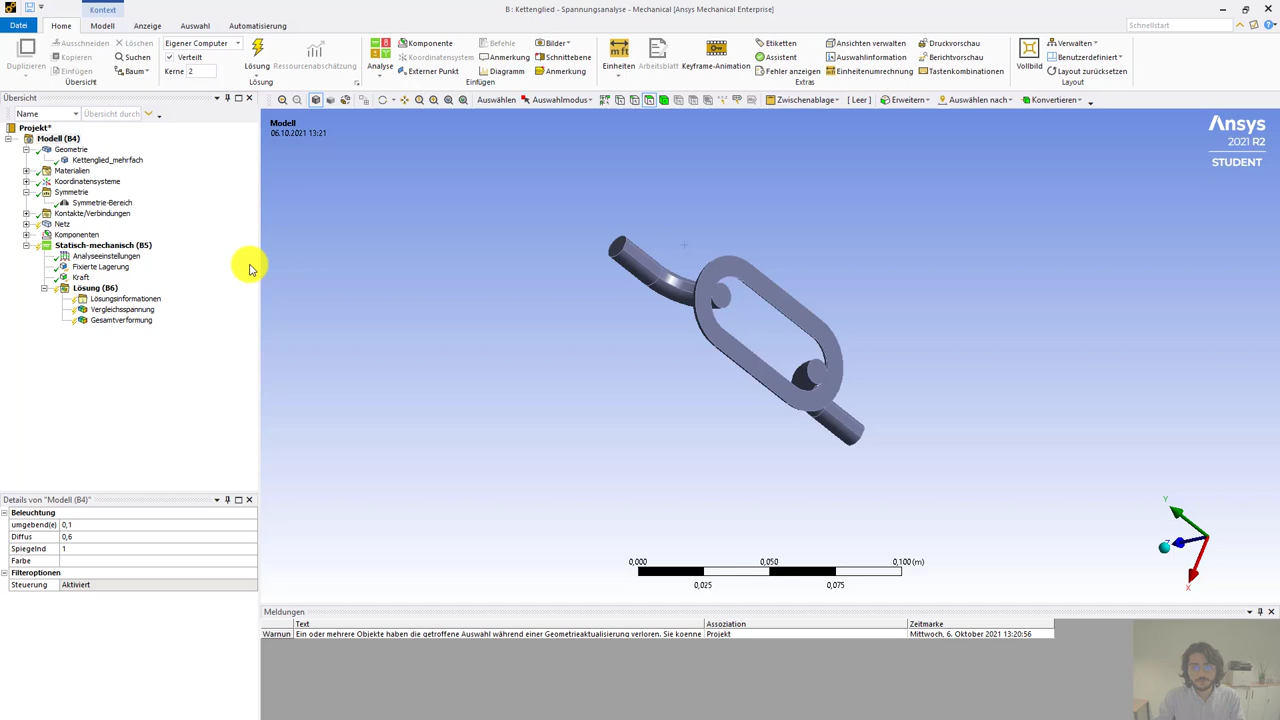 B : Kettenglied - Spannungsanalyse - Mechanical [Ansys Mechanical Enterprise]
Kontext
Datei Home Modell Anzeige Auswahl Automatisierung Schnellstart
Duplizieren
Ausschneiden
Kopieren
Einfügen
Löschen
Suchen
Baum
Übersicht
Eigener Computer
Verteilt
Kerne 2
Lösung
Ressourcenabschätzung
Lösung
Analyse
Komponente
Koordinatensystem
Externer Punkt
Befehle
Anmerkung
Diagramm
Bilder
Schnittebene
Anmerkung
Einfügen
Einheiten
Arbeitsblatt
Keyframe-Animation
Etiketten
Assistent
Fehler anzeigen
Ansichten verwalten
Auswahlinformation
Einheitenumrechnung
Druckvorschau
Berichtvorschau
Tastenkombinationen
Extras
Vollbild
Verwalten
Benutzerdefiniert
Layout zurücksetzen
Layout
Übersicht
Name Übersicht durch
Auswählen Auswahlmodus Zwischenablage [ Leer ] Erweitern Auswählen nach Konvertieren
Projekt*
Modell (B4)
Geometrie
Kettenglied_mehrfach
Materialien
Koordinatensysteme
Symmetrie
Symmetrie-Bereich
Kontakte/Verbindungen
Netz
Komponenten
Statisch-mechanisch (B5)
Analyseeinstellungen
Fixierte Lagerung
Kraft
Lösung (B6)
Lösungsinformationen
Vergleichsspannung
Gesamtverformung
Modell
06.10.2021 13:21
Ansys
2021 R2
STUDENT
Y
Z
X
0,000 0,050 0,100 (m)
0,025 0,075
Details von "Modell (B4)"
Beleuchtung
umgebend(e) 0,1
Diffus 0,6
Spiegelnd 1
Farbe
Filteroptionen
Steuerung Aktiviert
Meldungen
Text Assoziation Zeitmarke
Warnun Ein oder mehrere Objekte haben die getroffene Auswahl während einer Geometrieaktualisierung verloren. Sie koenne Projekt Mittwoch, 6. Oktober 2021 13:20:56